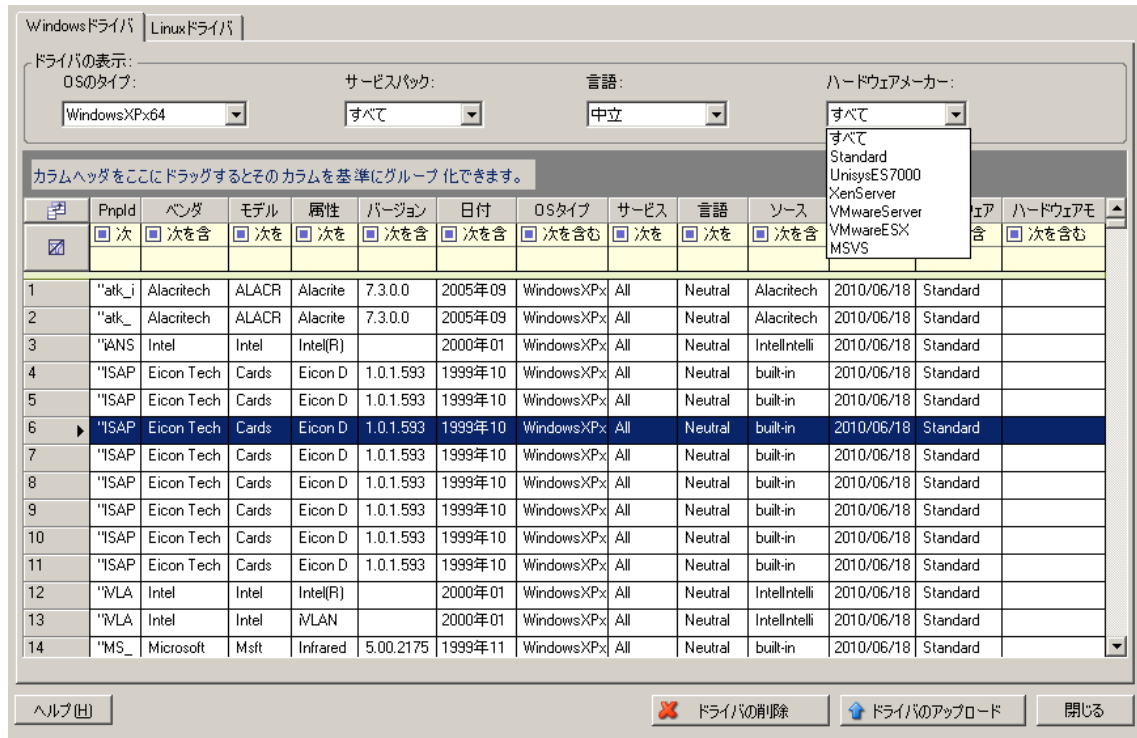 Windowsドライバ Linuxドライバ
ドライバの表示:
OSのタイプ: サービスパック: 言語: ハードウェアメーカー:
WindowsXPx64 すべて 中立 すべて
すべて
Standard
UnisysES7000
XenServer
VMwareServer
VMwareESX
MSVS
カラムヘッダをここにドラッグするとそのカラムを基準にグループ化できます。
PnpId ベンダ モデル 属性 バージョン 日付 OSタイプ サービス 言語 ソース ェア ハードウェアモ
次 次を含 次を 次を 次を含 次を含 次を含む 次を 次を 次を含 含 次を含む
1 "atk_i Alacritech ALACR Alacrite 7.3.0.0 2005年09 WindowsXPx All Neutral Alacritech 2010/06/18 Standard
2 "atk_ Alacritech ALACR Alacrite 7.3.0.0 2005年09 WindowsXPx All Neutral Alacritech 2010/06/18 Standard
3 "iANS Intel Intel Intel(R) 2000年01 WindowsXPx All Neutral IntelIntelli 2010/06/18 Standard
4 "ISAP Eicon Tech Cards Eicon D 1.0.1.593 1999年10 WindowsXPx All Neutral built-in 2010/06/18 Standard
5 "ISAP Eicon Tech Cards Eicon D 1.0.1.593 1999年10 WindowsXPx All Neutral built-in 2010/06/18 Standard
6 "ISAP Eicon Tech Cards Eicon D 1.0.1.593 1999年10 WindowsXPx All Neutral built-in 2010/06/18 Standard
7 "ISAP Eicon Tech Cards Eicon D 1.0.1.593 1999年10 WindowsXPx All Neutral built-in 2010/06/18 Standard
8 "ISAP Eicon Tech Cards Eicon D 1.0.1.593 1999年10 WindowsXPx All Neutral built-in 2010/06/18 Standard
9 "ISAP Eicon Tech Cards Eicon D 1.0.1.593 1999年10 WindowsXPx All Neutral built-in 2010/06/18 Standard
10 "ISAP Eicon Tech Cards Eicon D 1.0.1.593 1999年10 WindowsXPx All Neutral built-in 2010/06/18 Standard
11 "ISAP Eicon Tech Cards Eicon D 1.0.1.593 1999年10 WindowsXPx All Neutral built-in 2010/06/18 Standard
12 "iVLA Intel Intel Intel(R) 2000年01 WindowsXPx All Neutral IntelIntelli 2010/06/18 Standard
13 "iVLA Intel Intel iVLAN 2000年01 WindowsXPx All Neutral IntelIntelli 2010/06/18 Standard
14 "MS_ Microsoft Msft Infrared 5.00.2175 1999年11 WindowsXPx All Neutral built-in 2010/06/18 Standard
ヘルプ(H) ドライバの削除 ドライバのアップロード 閉じる